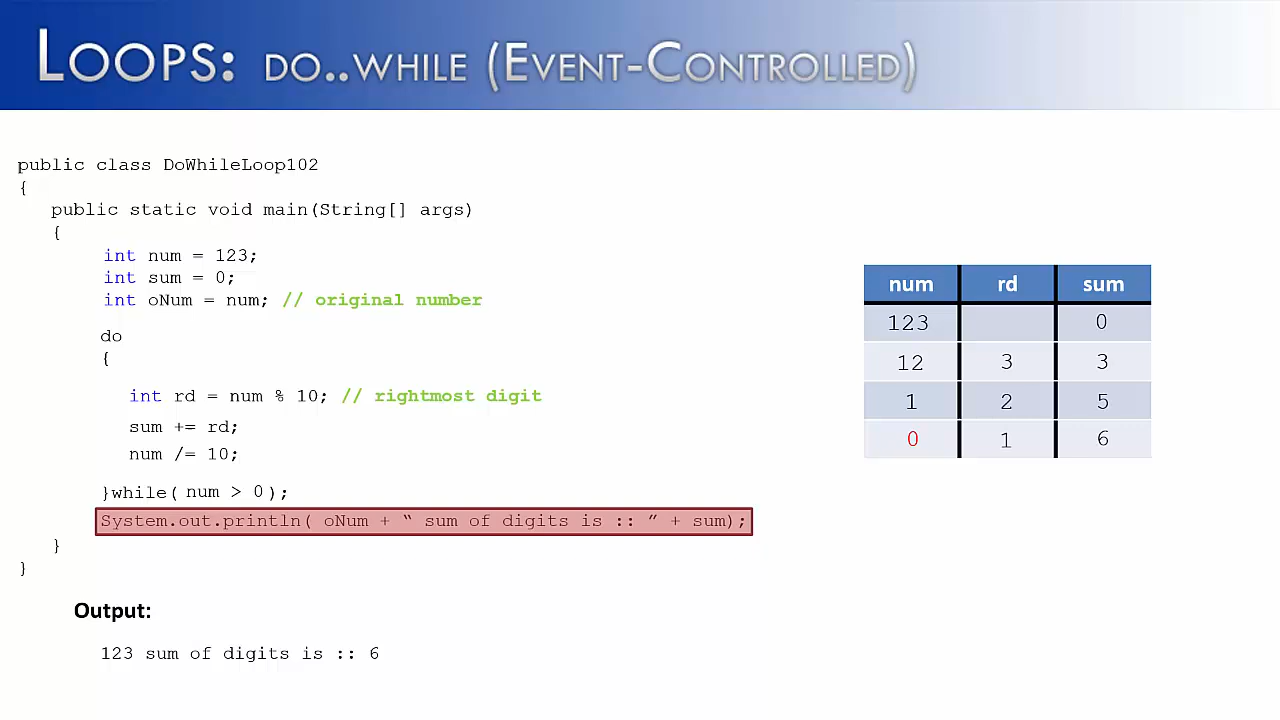 LOOPS: DO..WHILE (EVENT-CONTROLLED)
public class DoWhileLoop102
{
public static void main(String[] args)
{
int num = 123;
int sum = 0;
int oNum = num; // original number
do
{
int rd = num % 10; // rightmost digit
sum += rd;
num /= 10;
}while( num > 0 );
System.out.println( oNum + “ sum of digits is :: ” + sum);
}
}
num rd sum
123 0
12 3 3
1 2 5
0 1 6
Output:
123 sum of digits is :: 6